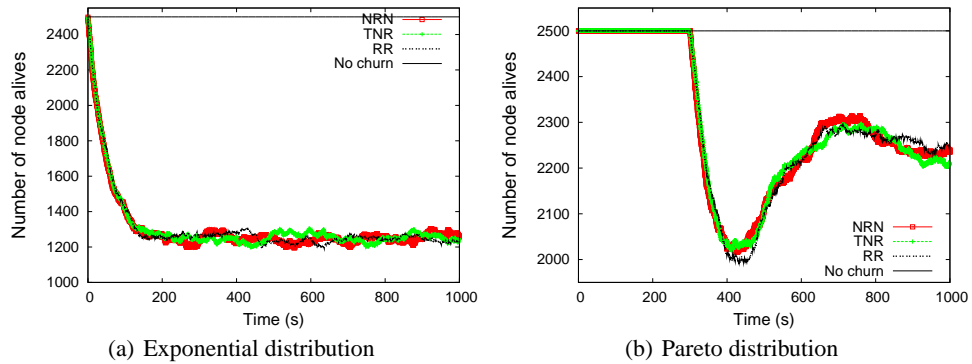 Number of node alives
2400
2200
2000
1800
1600
1400
1200
1000
0 200 400 600 800 1000
Time (s)
NRN
TNR
RR
No churn
(a) Exponential distribution
Number of node alives
2500
2400
2300
2200
2100
2000
0 200 400 600 800 1000
Time (s)
NRN
TNR
RR
No churn
(b) Pareto distribution